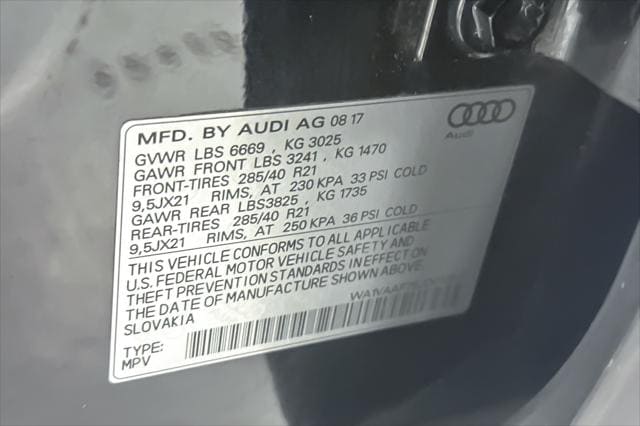 MFD. BY AUDI AG 08 17
Audi
GVWR LBS 6669 , KG 3025
GAWR FRONT LBS 3241 , KG 1470
FRONT-TIRES 285/40 R21
9,5JX21 RIMS, AT 230 KPA 33 PSI COLD
GAWR REAR LBS3825 , KG 1735
REAR-TIRES 285/40 R21
9,5JX21 RIMS, AT 250 KPA 36 PSI COLD
THIS VEHICLE CONFORMS TO ALL APPLICABLE
U.S. FEDERAL MOTOR VEHICLE SAFETY AND
THEFT PREVENTION STANDARDS IN EFFECT ON
THE DATE OF MANUFACTURE SHOWN ABOVE.
SLOVAKIA
TYPE:
MPV